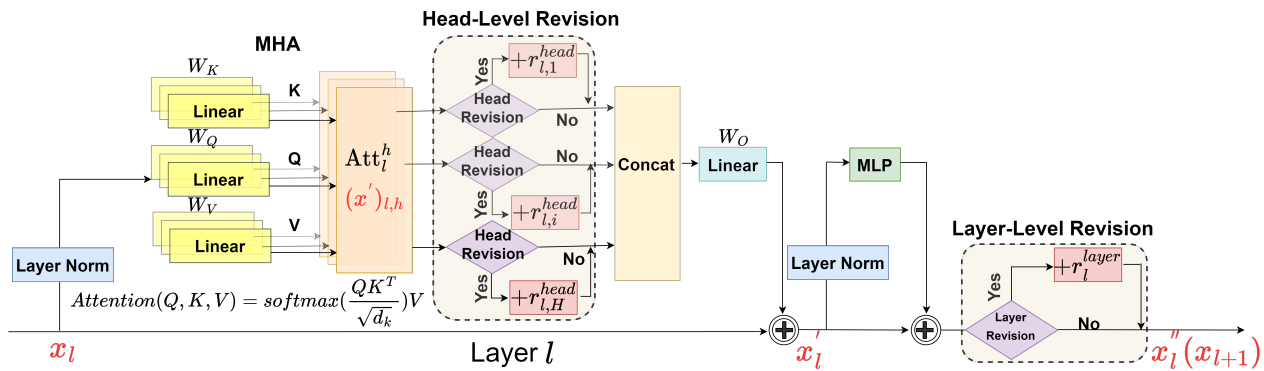 Head-Level Revision
MHA
W_K
Linear
K
W_Q
Linear
Q
W_V
Linear
V
Layer Norm
Att_l^h
(x^')_{l,h}
Attention(Q, K, V) = softmax(\frac{QK^T}{\sqrt{d_k}})V
Yes
+r_{l,1}^{head}
Head
Revision
No
Head
Revision
No
Yes
+r_{l,i}^{head}
Head
Revision
No
Yes
+r_{l,H}^{head}
Concat
W_O
Linear
MLP
Layer Norm
Layer-Level Revision
Yes
+r_l^{layer}
Layer
Revision
No
x_l
Layer l
x_l^'
x_l^{''}(x_{l+1})